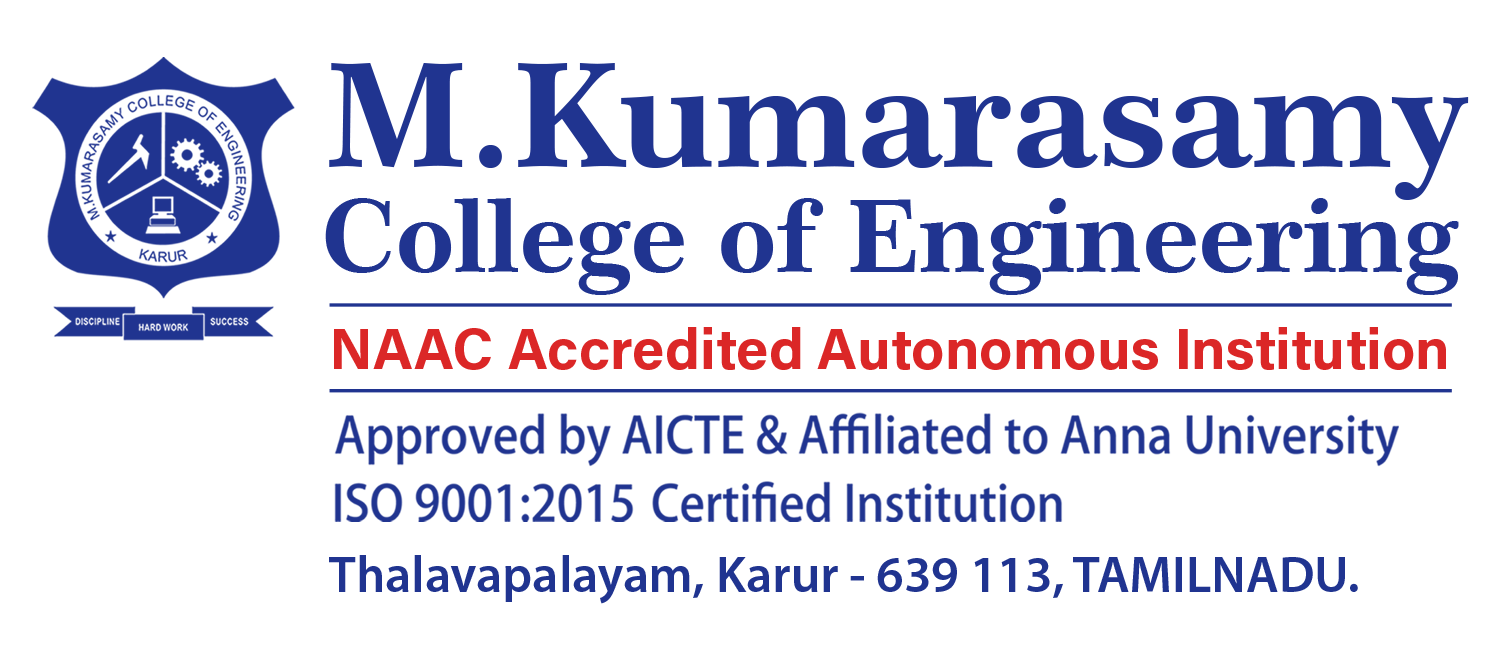 M.KUMARASAMY COLLEGE OF ENGINEERING
KARUR
DISCIPLINE HARD WORK SUCCESS
M.Kumarasamy
College of Engineering
NAAC Accredited Autonomous Institution
Approved by AICTE & Affiliated to Anna University
ISO 9001:2015 Certified Institution
Thalavapalayam, Karur - 639 113, TAMILNADU.